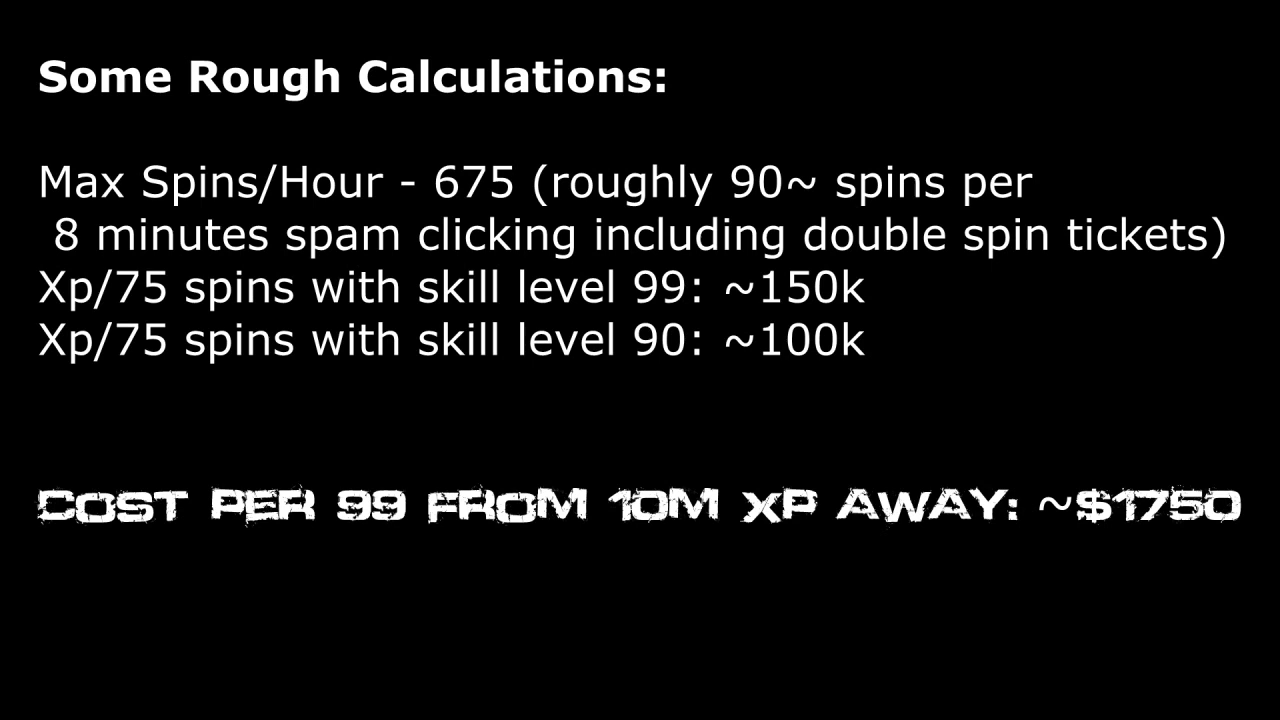 Some Rough Calculations:
Max Spins/Hour - 675 (roughly 90~ spins per
8 minutes spam clicking including double spin tickets)
Xp/75 spins with skill level 99: ~150k
Xp/75 spins with skill level 90: ~100k
COST PER 99 FROM 10M XP AWAY: ~$1750